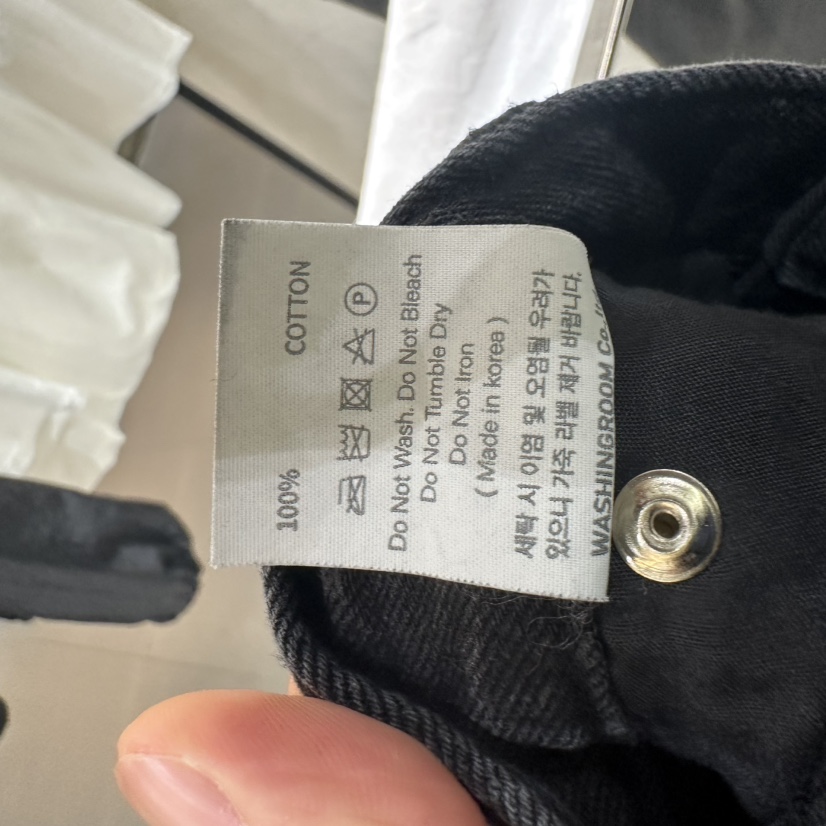 100% COTTON
P
Do Not Wash. Do Not Bleach
Do Not Tumble Dry
Do Not Iron
( Made in korea )
세탁 시 이염 및 오염될 우려가
있으니 가죽 라벨 제거 바랍니다.
WASHINGROOM